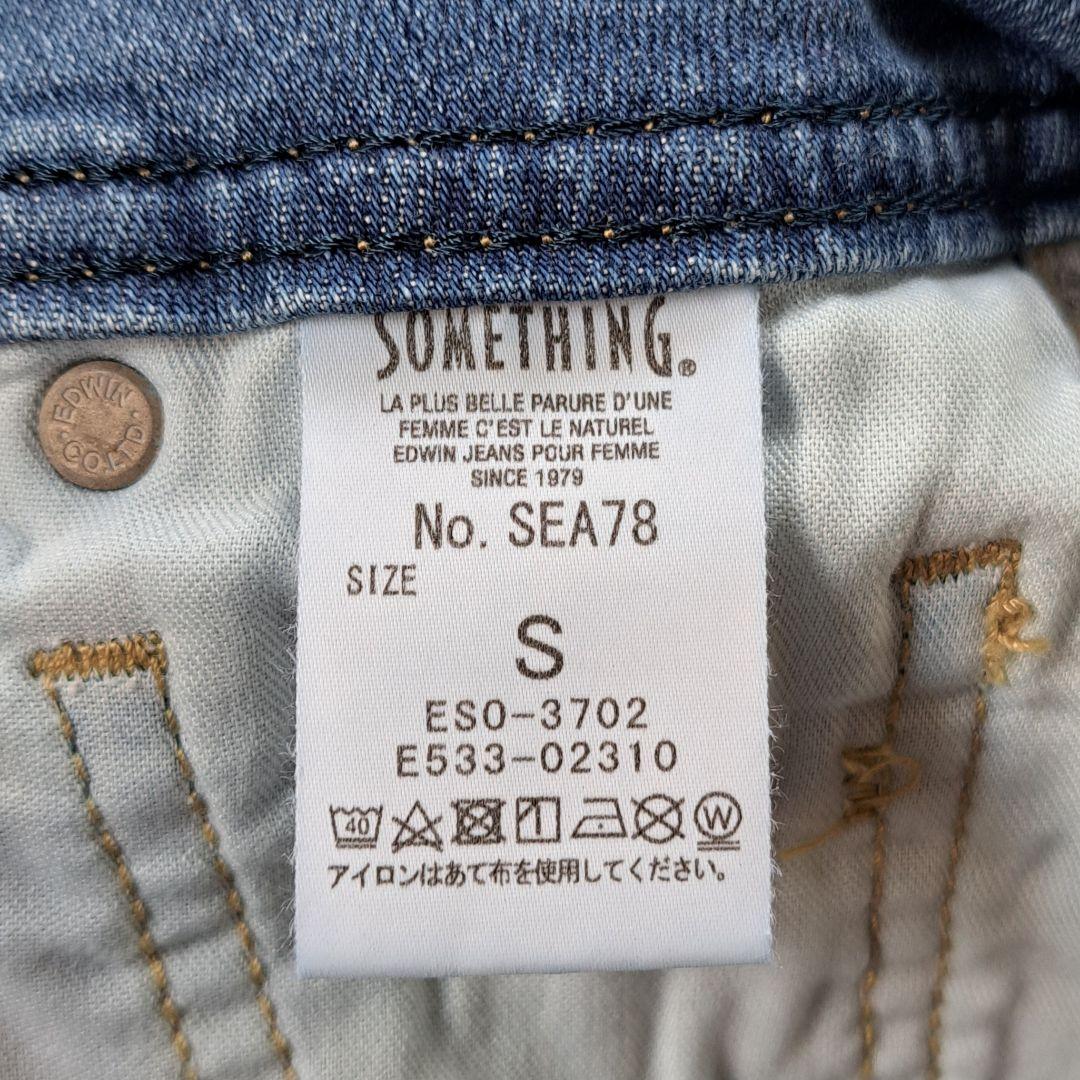 SOMETHING®
LA PLUS BELLE PARURE D'UNE
FEMME C'EST LE NATUREL
EDWIN JEANS POUR FEMME
SINCE 1979
No. SEA78
SIZE
S
ESO-3702
E533-02310
40
W
アイロンはあて布を使用してください。
EDWIN
CO LTD